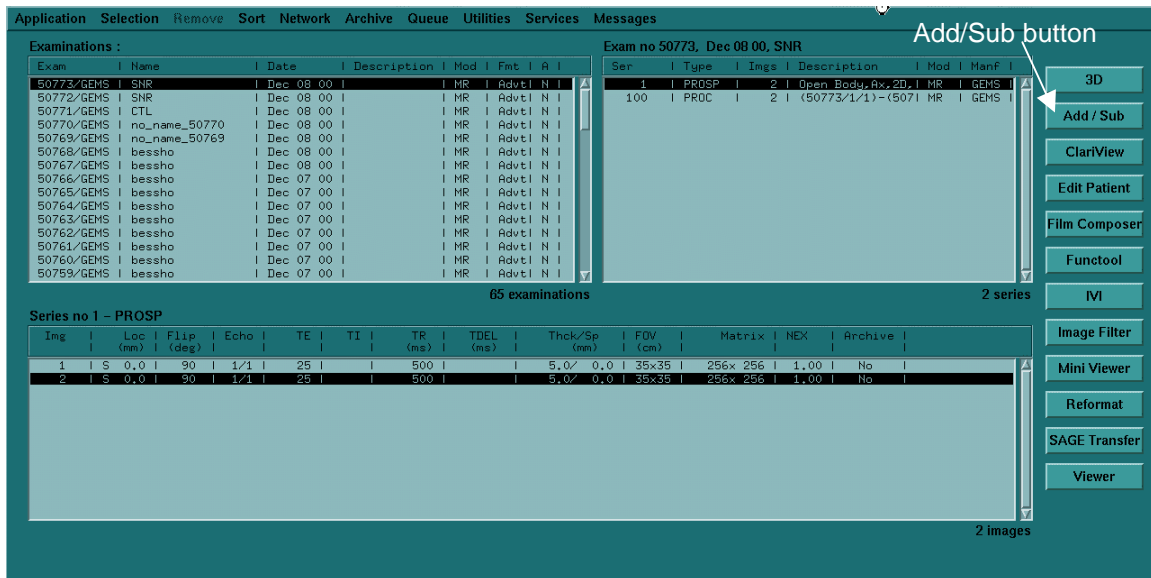 Application Selection Remove Sort Network Archive Queue Utilities Services Messages
Add/Sub button
Examinations :
Exam | Name | Date | Description | Mod | Fmt | A |
50773/GEMS | SNR | Dec 08 00 | | MR | Advt| N |
50772/GEMS | SNR | Dec 08 00 | | MR | Advt| N |
50771/GEMS | CTL | Dec 08 00 | | MR | Advt| N |
50770/GEMS | no_name_50770 | Dec 08 00 | | MR | Advt| N |
50769/GEMS | no_name_50769 | Dec 08 00 | | MR | Advt| N |
50768/GEMS | bessho | Dec 08 00 | | MR | Advt| N |
50767/GEMS | bessho | Dec 08 00 | | MR | Advt| N |
50766/GEMS | bessho | Dec 07 00 | | MR | Advt| N |
50765/GEMS | bessho | Dec 07 00 | | MR | Advt| N |
50764/GEMS | bessho | Dec 07 00 | | MR | Advt| N |
50763/GEMS | bessho | Dec 07 00 | | MR | Advt| N |
50762/GEMS | bessho | Dec 07 00 | | MR | Advt| N |
50761/GEMS | bessho | Dec 07 00 | | MR | Advt| N |
50760/GEMS | bessho | Dec 07 00 | | MR | Advt| N |
50759/GEMS | bessho | Dec 07 00 | | MR | Advt| N |
65 examinations
Exam no 50773, Dec 08 00, SNR
Ser | Type | Imgs | Description | Mod | Manf |
1 | PROSP | 2 | Open Body,Ax,2D,| MR | GEMS |
100 | PROC | 2 | (50773/1/1)-(507| MR | GEMS |
2 series
3D
Add / Sub
ClariView
Edit Patient
Film Composer
Functool
IVI
Image Filter
Mini Viewer
Reformat
SAGE Transfer
Viewer
Series no 1 - PROSP
Img | Loc | Flip | Echo | TE | TI | TR | TDEL | Thck/Sp | FOV | Matrix | NEX | Archive |
| (mm) | (deg) | | | | (ms) | (ms) | (mm) | (cm) | | | |
1 | S 0.0 | 90 | 1/1 | 25 | | 500 | | 5.0/ 0.0 | 35x35 | 256x 256 | 1.00 | No |
2 | S 0.0 | 90 | 1/1 | 25 | | 500 | | 5.0/ 0.0 | 35x35 | 256x 256 | 1.00 | No |
2 images